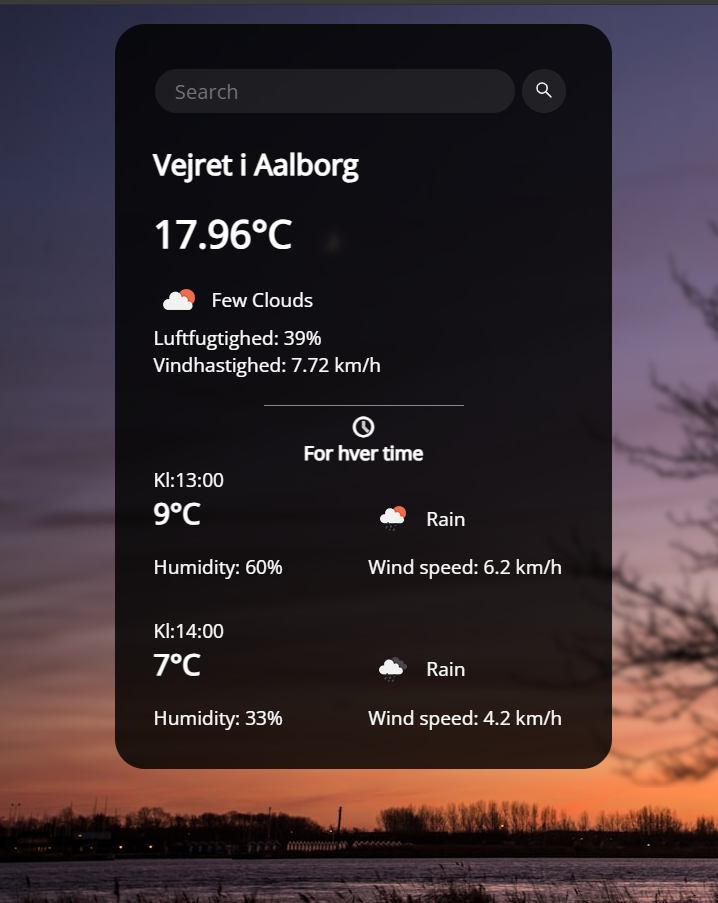 Search
Vejret i Aalborg
17.96°C
Few Clouds
Luftfugtighed: 39%
Vindhastighed: 7.72 km/h
For hver time
Kl:13:00
9°C
Rain
Humidity: 60%
Wind speed: 6.2 km/h
Kl:14:00
7°C
Rain
Humidity: 33%
Wind speed: 4.2 km/h